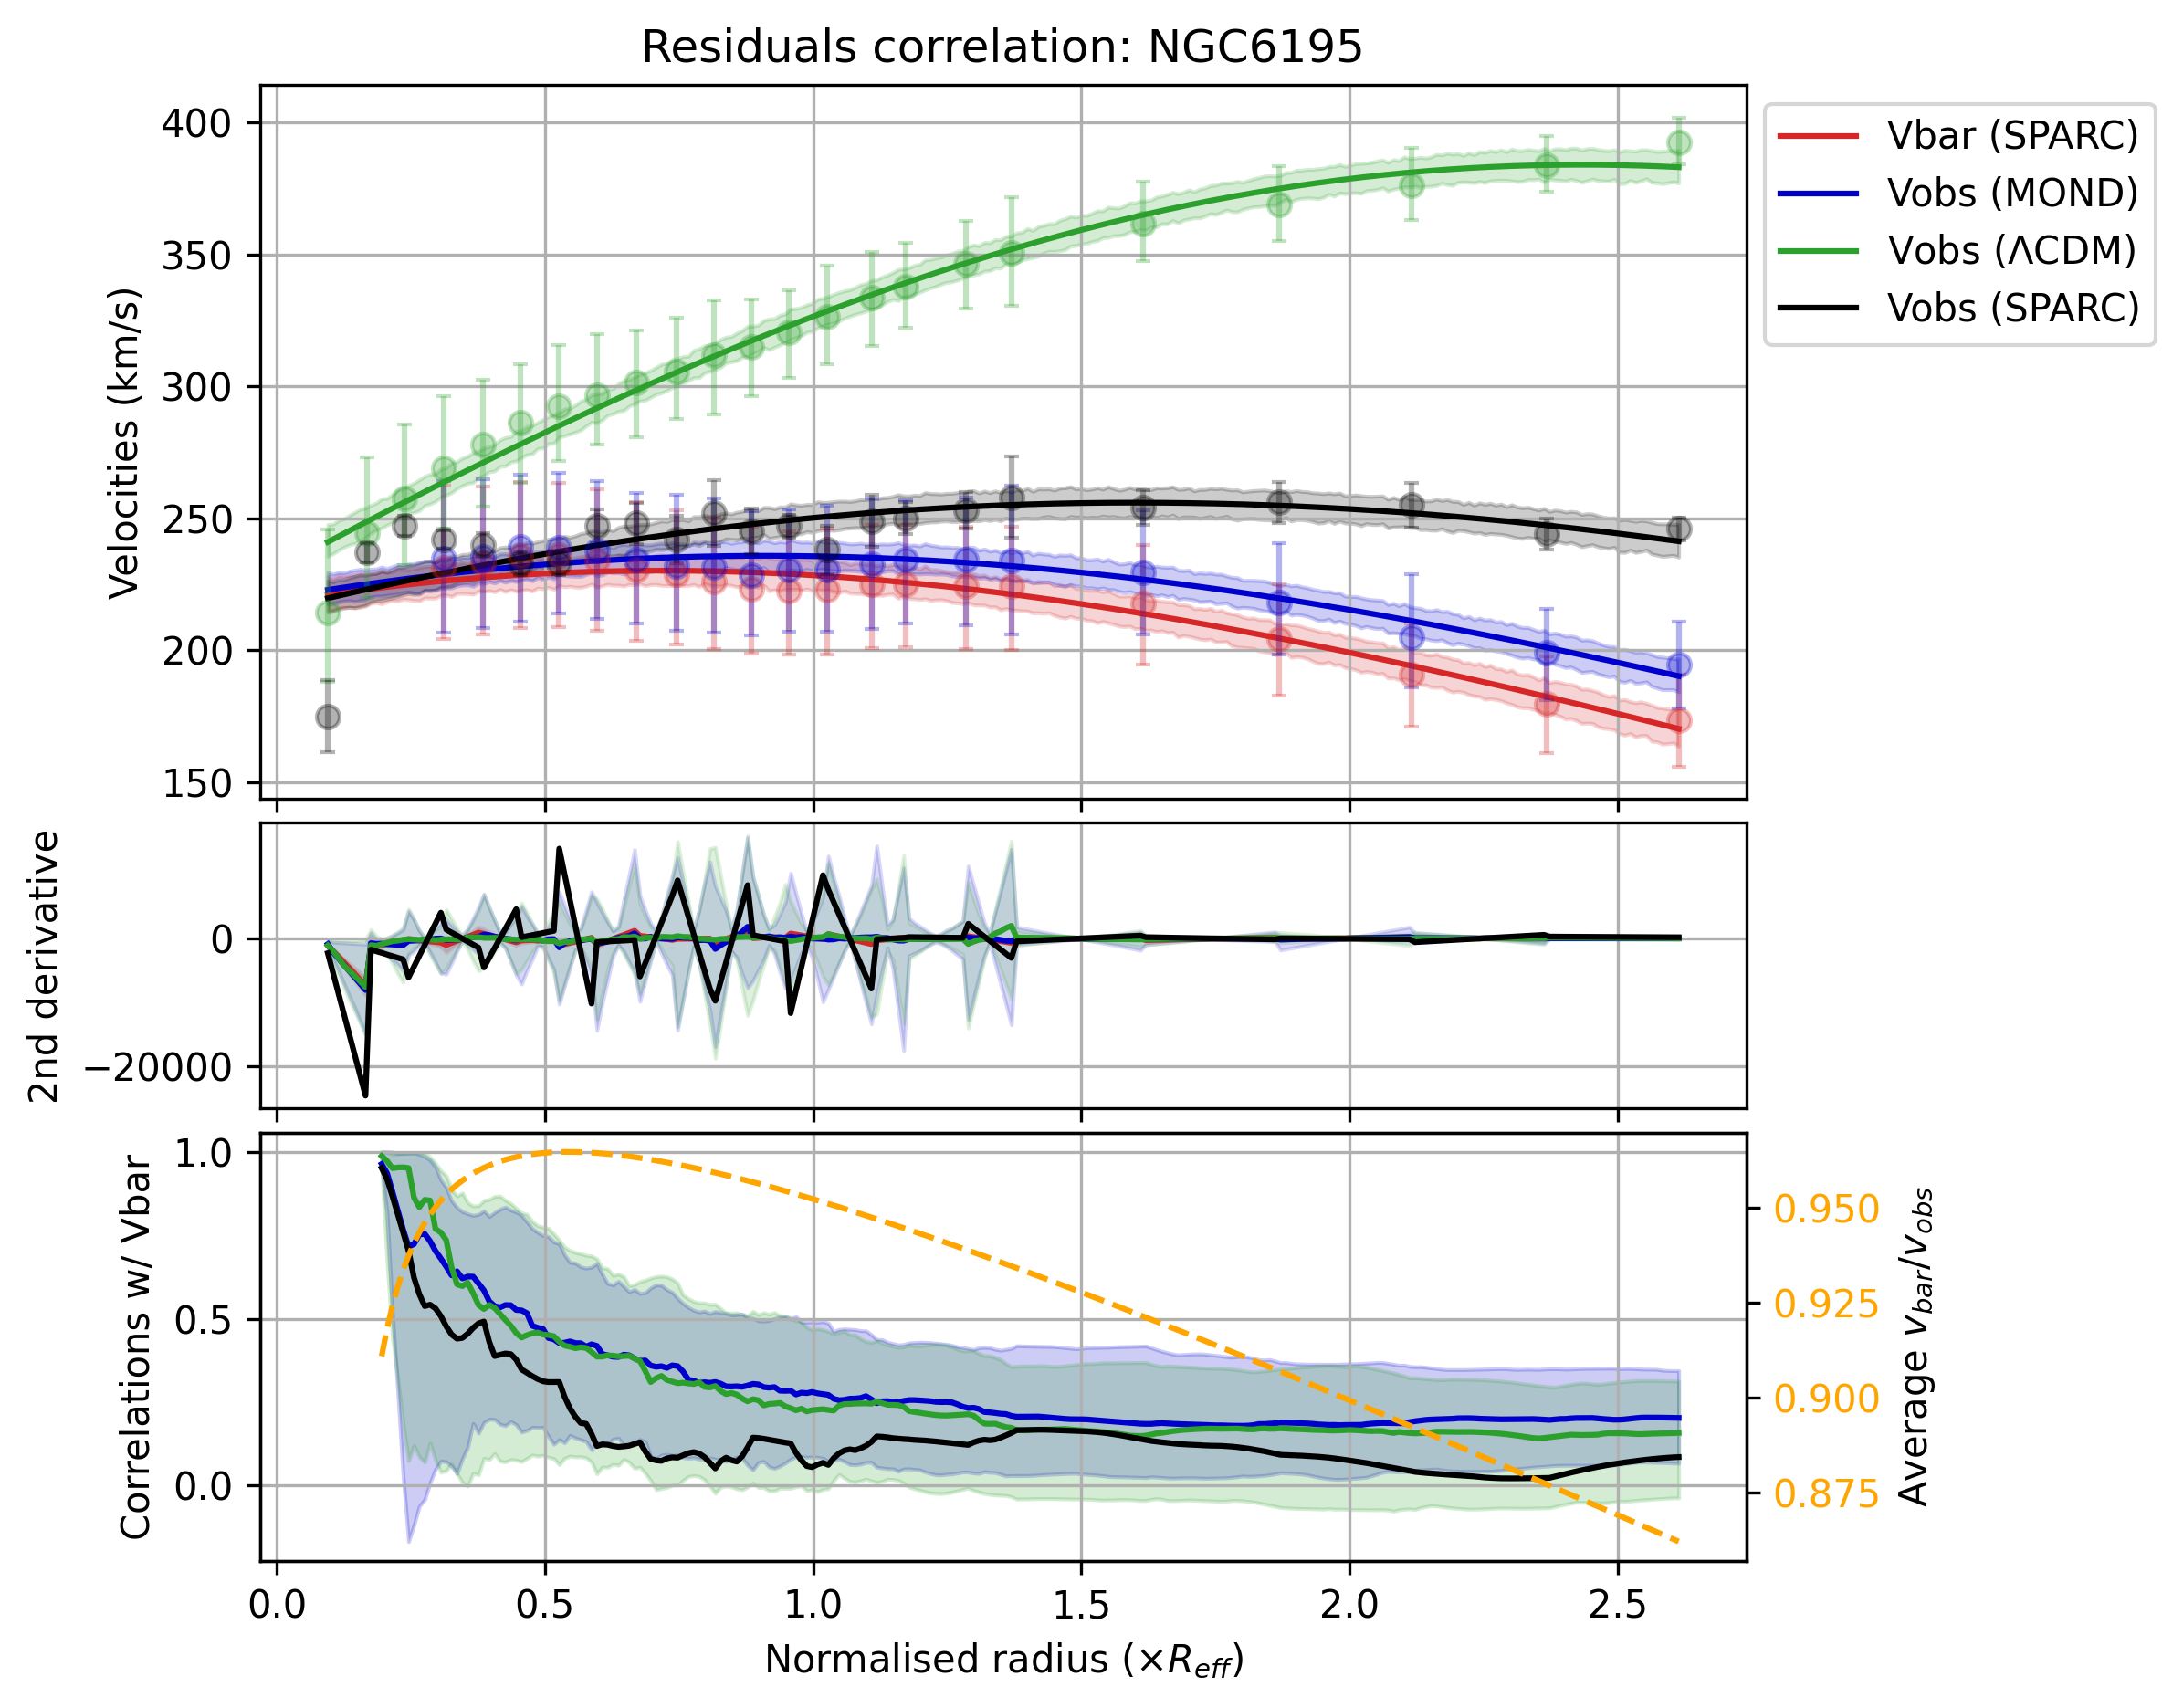 Residuals correlation: NGC6195
400
350
300
250
200
150
Velocities (km/s)
Vbar (SPARC)
Vobs (MOND)
Vobs (ΛCDM)
Vobs (SPARC)
0
−20000
2nd derivative
1.0
0.5
0.0
Correlations w/ Vbar
0.950
0.925
0.900
0.875
Average v_bar/v_obs
0.0 0.5 1.0 1.5 2.0 2.5
Normalised radius (×R_eff)